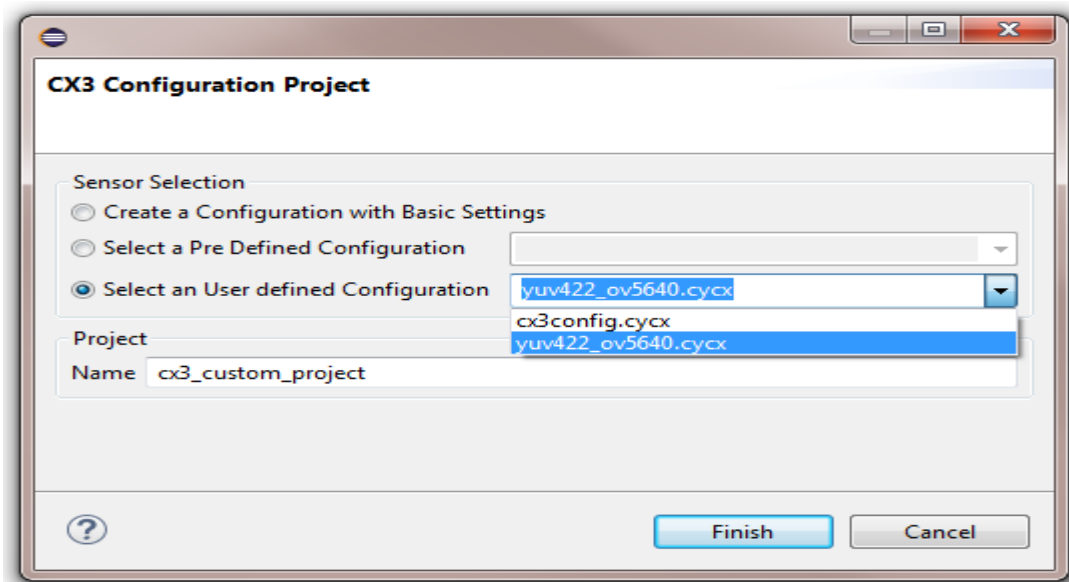 CX3 Configuration Project
Sensor Selection
Create a Configuration with Basic Settings
Select a Pre Defined Configuration
Select an User defined Configuration yuv422_ov5640.cycx
cx3config.cycx
yuv422_ov5640.cycx
Project
Name cx3_custom_project
?
Finish Cancel